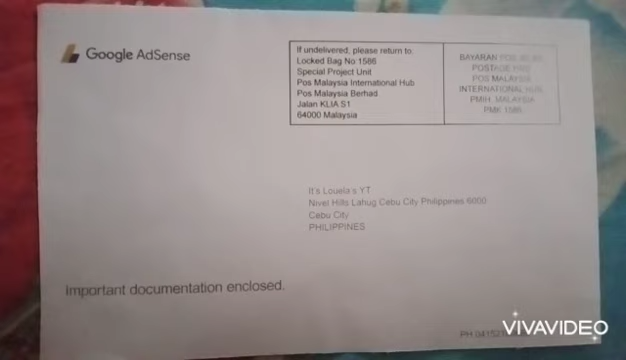 Google AdSense
If undelivered, please return to
Locked Bag No 1586
Special Project Unit
Pos Malaysia International Hub
Pos Malaysia Berhad
Jalan KLIA S1
64000 Malaysia
BAYARAN POS
POSTAGE PAID
POS MALAYSIA
INTERNATIONAL HUB
PMIH, MALAYSIA
PMK 1586
It's Louela's YT
Nivel Hills Lahug Cebu City Philippines 6000
Cebu City
PHILIPPINES
Important documentation enclosed.
PH
VIVAVIDEO